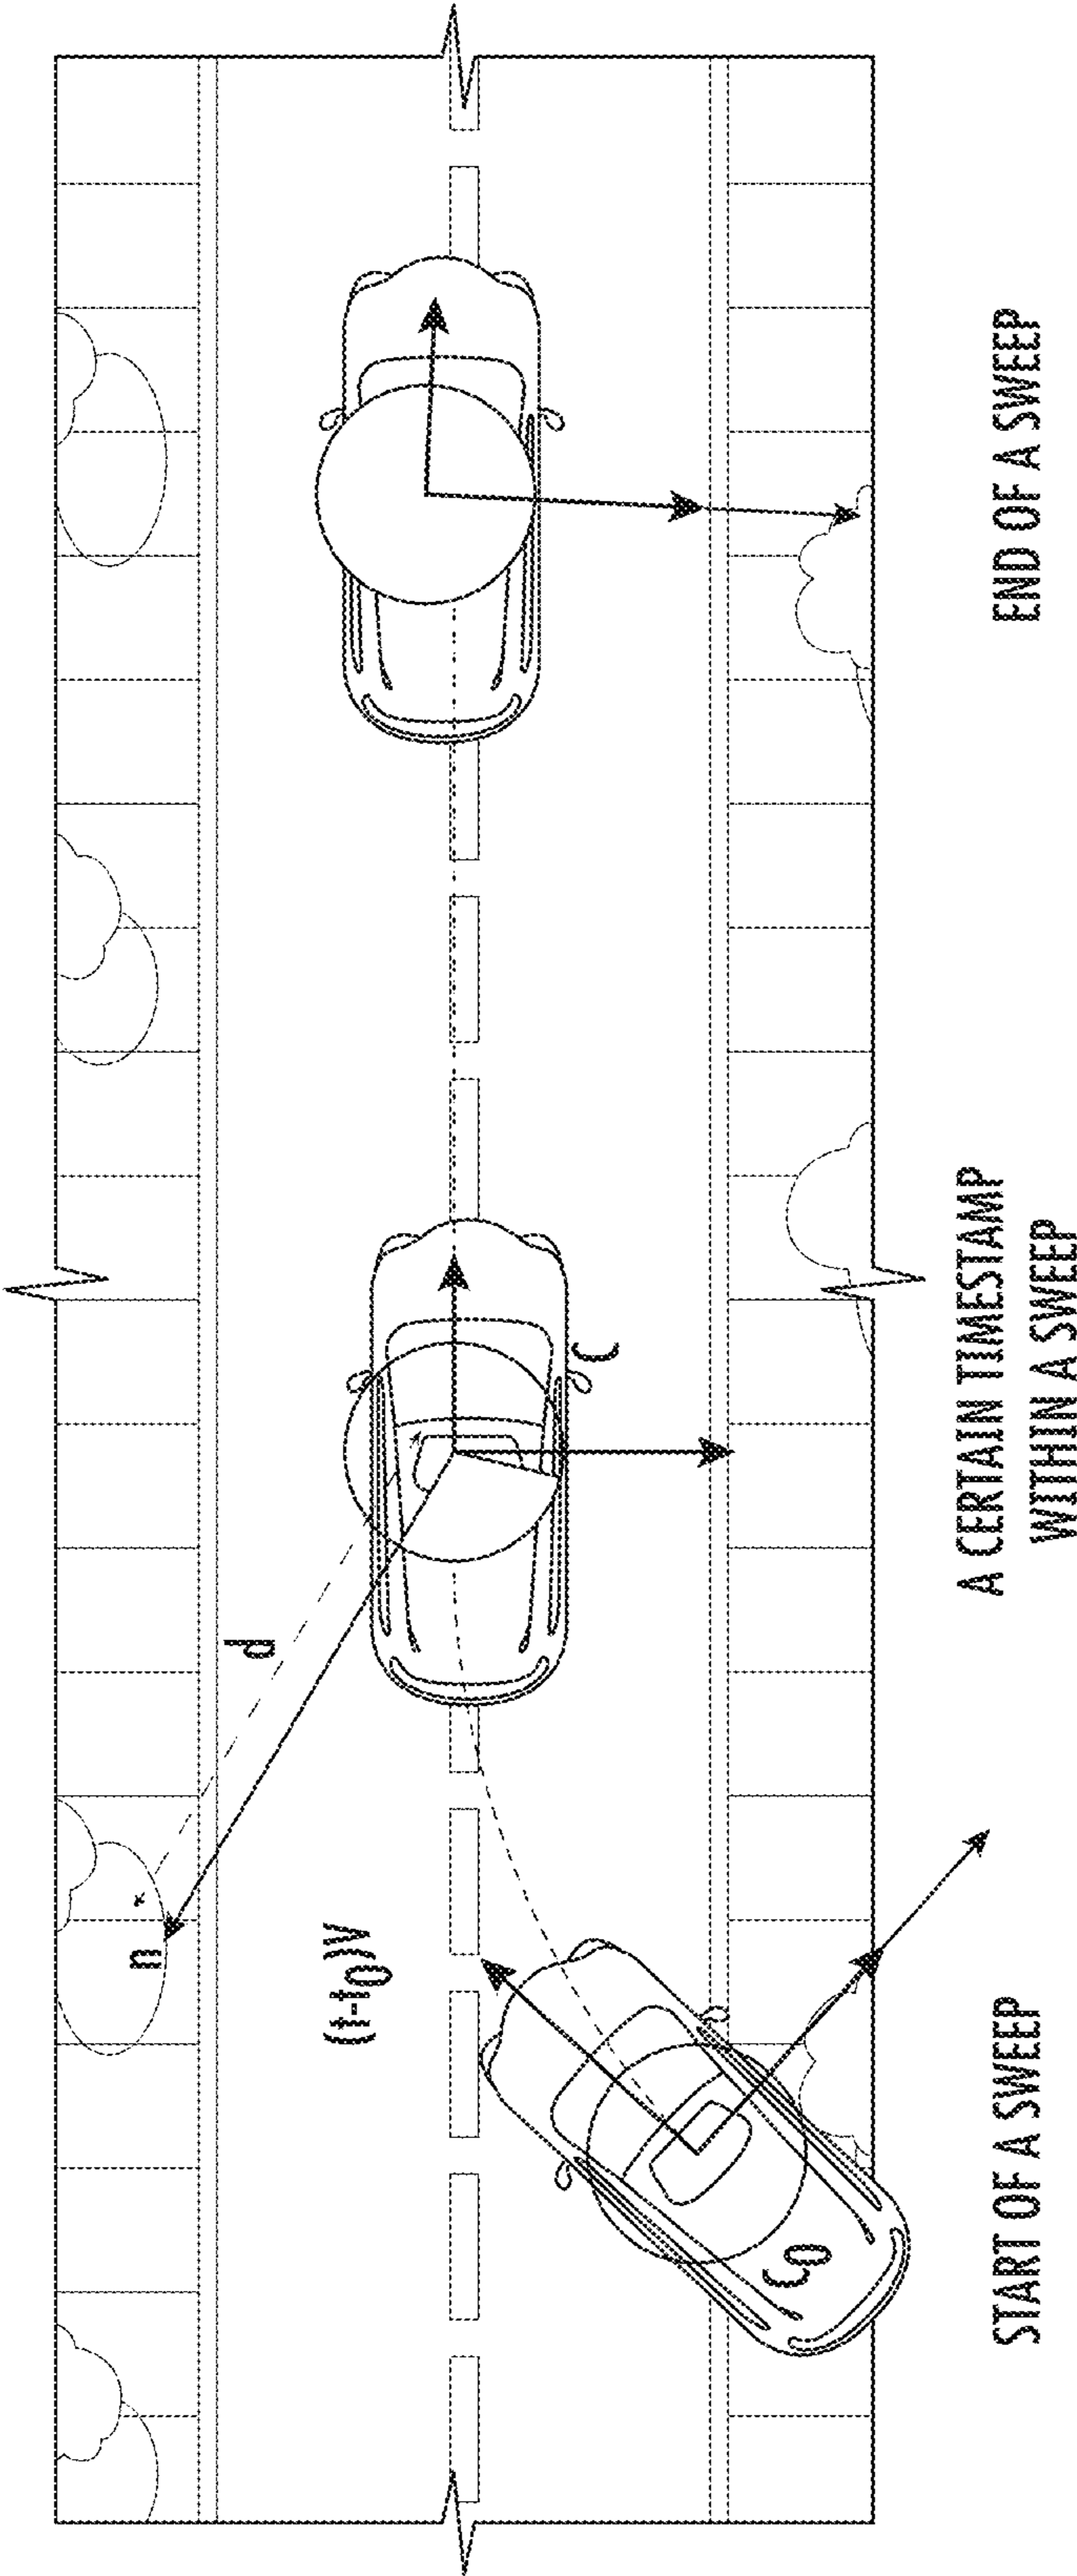 n
d
(t-t0)V
C
C0
START OF A SWEEP
A CERTAIN TIMESTAMP
WITHIN A SWEEP
END OF A SWEEP